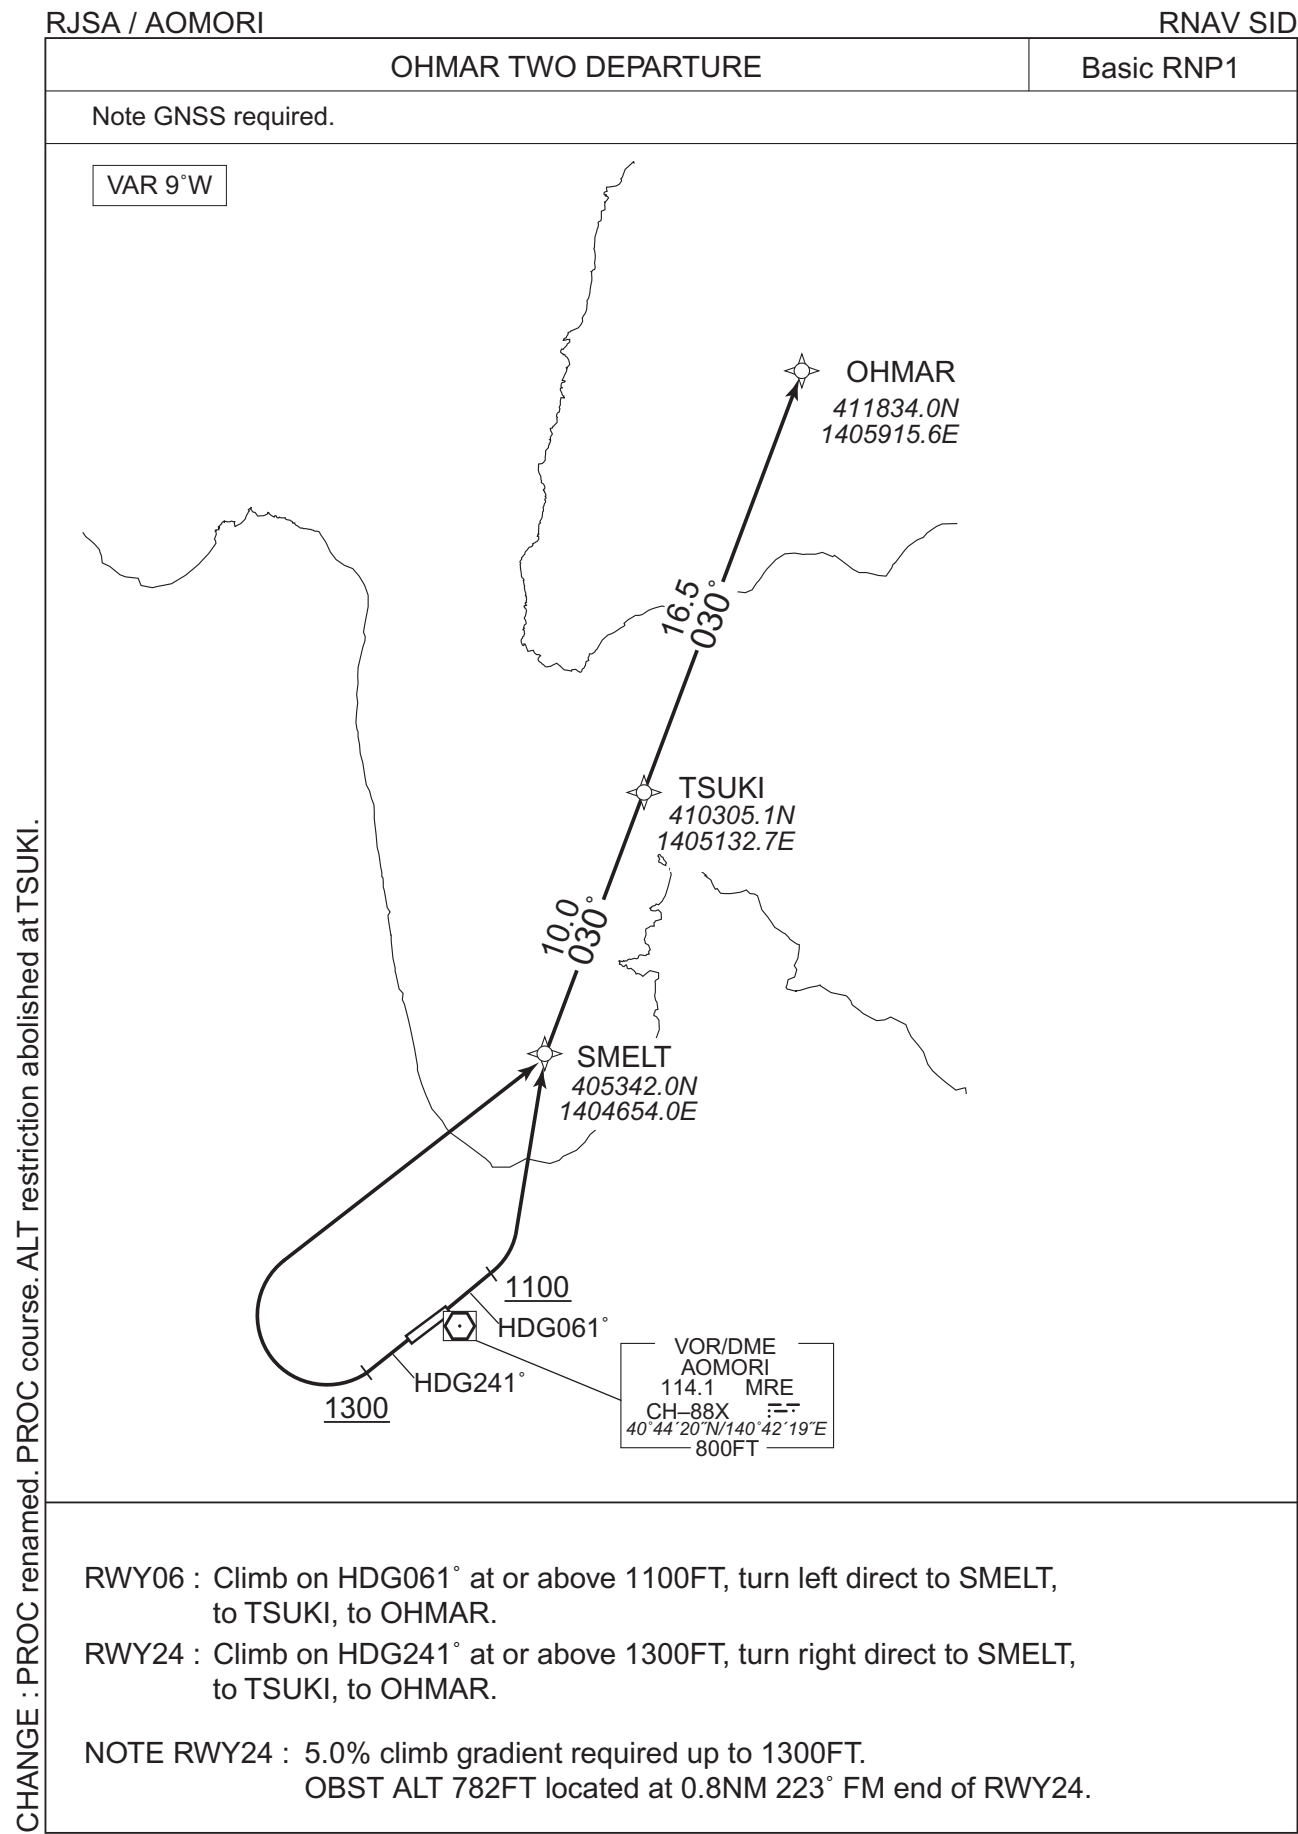 RJSA / AOMORI
RNAV SID
OHMAR TWO DEPARTURE
Basic RNP1
Note GNSS required.
VAR 9˚W
OHMAR
411834.0N
1405915.6E
16.5
030˚
TSUKI
410305.1N
1405132.7E
10.0
030˚
SMELT
405342.0N
1404654.0E
1100
HDG061˚
HDG241˚
1300
VOR/DME
AOMORI
114.1 MRE
CH–88X
40˚44´20˝N/140˚42´19˝E
800FT
RWY06 : Climb on HDG061˚ at or above 1100FT, turn left direct to SMELT,
to TSUKI, to OHMAR.
RWY24 : Climb on HDG241˚ at or above 1300FT, turn right direct to SMELT,
to TSUKI, to OHMAR.
NOTE RWY24 : 5.0% climb gradient required up to 1300FT.
OBST ALT 782FT located at 0.8NM 223˚ FM end of RWY24.
CHANGE : PROC renamed. PROC course. ALT restriction abolished at TSUKI.